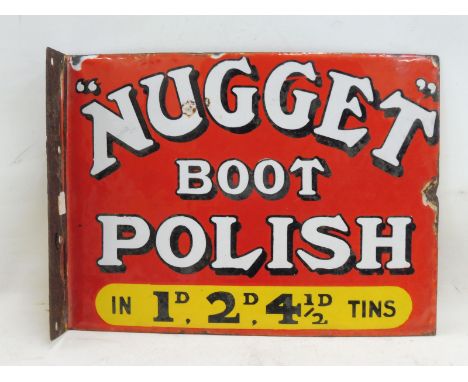 "NUGGET"
BOOT
POLISH
IN 1D, 2D, 4½D TINS